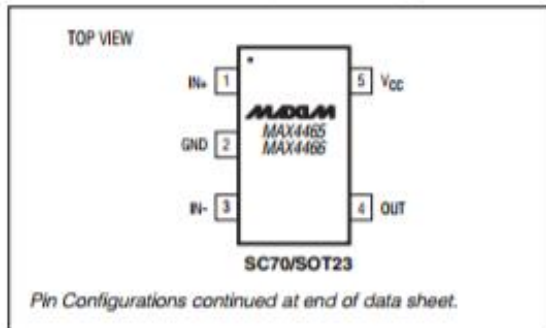 TOP VIEW
IN+ 1
5 VCC
MAXIM
MAX4465
MAX4466
GND 2
IN- 3
4 OUT
SC70/SOT23
Pin Configurations continued at end of data sheet.